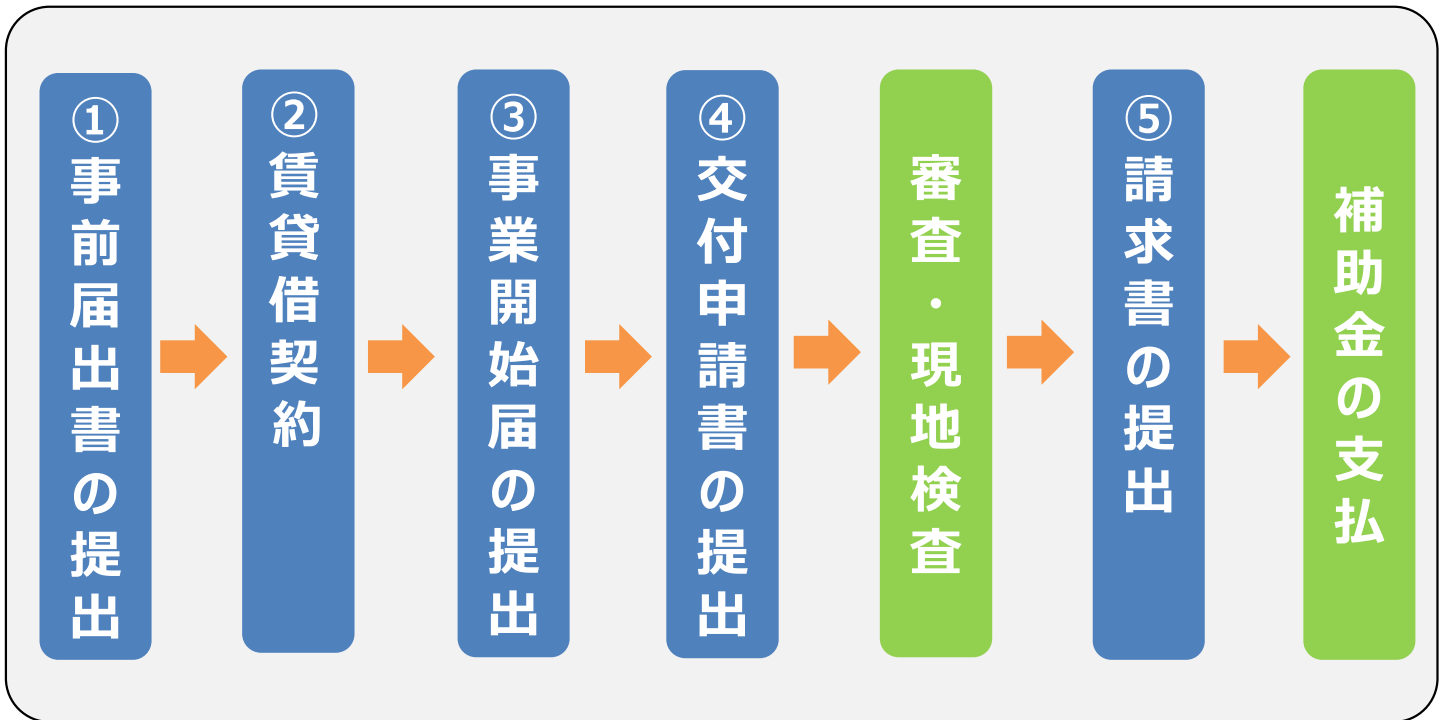 ①事前届出書の提出
②賃貸借契約
③事業開始届の提出
④交付申請書の提出
審査・現地検査
⑤請求書の提出
補助金の支払